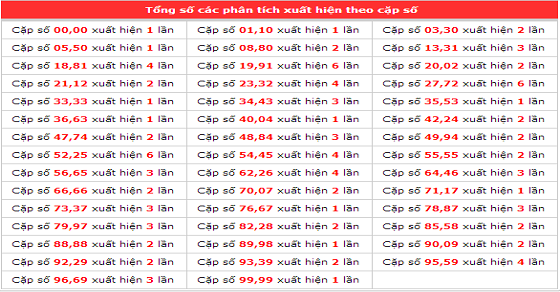 Tổng số các phân tích xuất hiện theo cặp số
Cặp số 00,00 xuất hiện 1 lần Cặp số 01,10 xuất hiện 1 lần Cặp số 03,30 xuất hiện 2 lần
Cặp số 05,50 xuất hiện 1 lần Cặp số 08,80 xuất hiện 2 lần Cặp số 13,31 xuất hiện 3 lần
Cặp số 18,81 xuất hiện 4 lần Cặp số 19,91 xuất hiện 6 lần Cặp số 20,02 xuất hiện 2 lần
Cặp số 21,12 xuất hiện 2 lần Cặp số 23,32 xuất hiện 4 lần Cặp số 27,72 xuất hiện 6 lần
Cặp số 33,33 xuất hiện 1 lần Cặp số 34,43 xuất hiện 3 lần Cặp số 35,53 xuất hiện 1 lần
Cặp số 36,63 xuất hiện 1 lần Cặp số 40,04 xuất hiện 1 lần Cặp số 42,24 xuất hiện 2 lần
Cặp số 47,74 xuất hiện 2 lần Cặp số 48,84 xuất hiện 3 lần Cặp số 49,94 xuất hiện 2 lần
Cặp số 52,25 xuất hiện 6 lần Cặp số 54,45 xuất hiện 4 lần Cặp số 55,55 xuất hiện 2 lần
Cặp số 56,65 xuất hiện 3 lần Cặp số 62,26 xuất hiện 4 lần Cặp số 64,46 xuất hiện 3 lần
Cặp số 66,66 xuất hiện 2 lần Cặp số 70,07 xuất hiện 2 lần Cặp số 71,17 xuất hiện 1 lần
Cặp số 73,37 xuất hiện 3 lần Cặp số 76,67 xuất hiện 1 lần Cặp số 78,87 xuất hiện 3 lần
Cặp số 79,97 xuất hiện 3 lần Cặp số 82,28 xuất hiện 2 lần Cặp số 85,58 xuất hiện 2 lần
Cặp số 88,88 xuất hiện 2 lần Cặp số 89,98 xuất hiện 1 lần Cặp số 90,09 xuất hiện 2 lần
Cặp số 92,29 xuất hiện 2 lần Cặp số 93,39 xuất hiện 2 lần Cặp số 95,59 xuất hiện 4 lần
Cặp số 96,69 xuất hiện 3 lần Cặp số 99,99 xuất hiện 1 lần